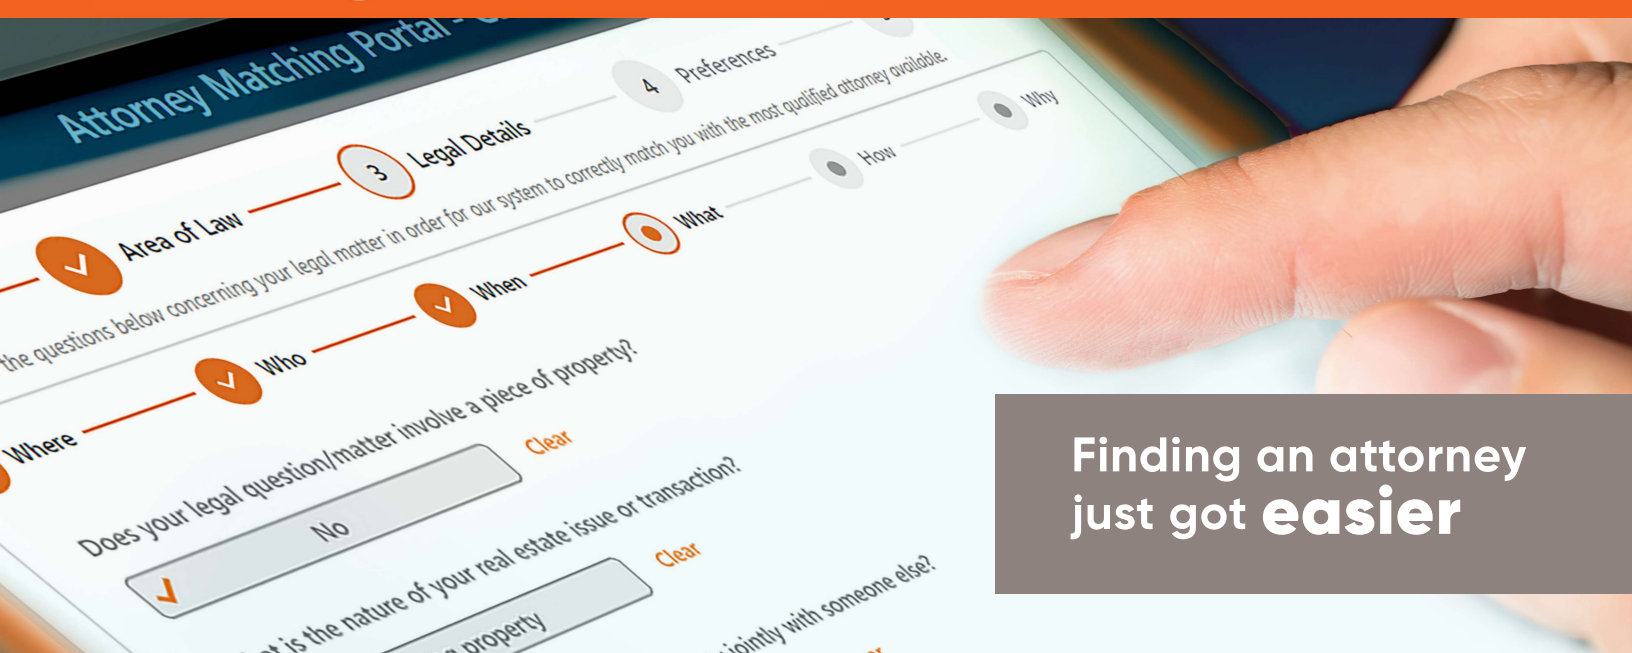 Attorney Matching Portal -
Area of Law
3
Legal Details
4
Preferences
the questions below concerning your legal matter in order for our system to correctly match you with the most qualified attorney available.
Where
Who
When
What
How
Why
Does your legal question/matter involve a piece of property?
No
Clear
is the nature of your real estate issue or transaction?
property
Clear
jointly with someone else?
Finding an attorney
just got easier